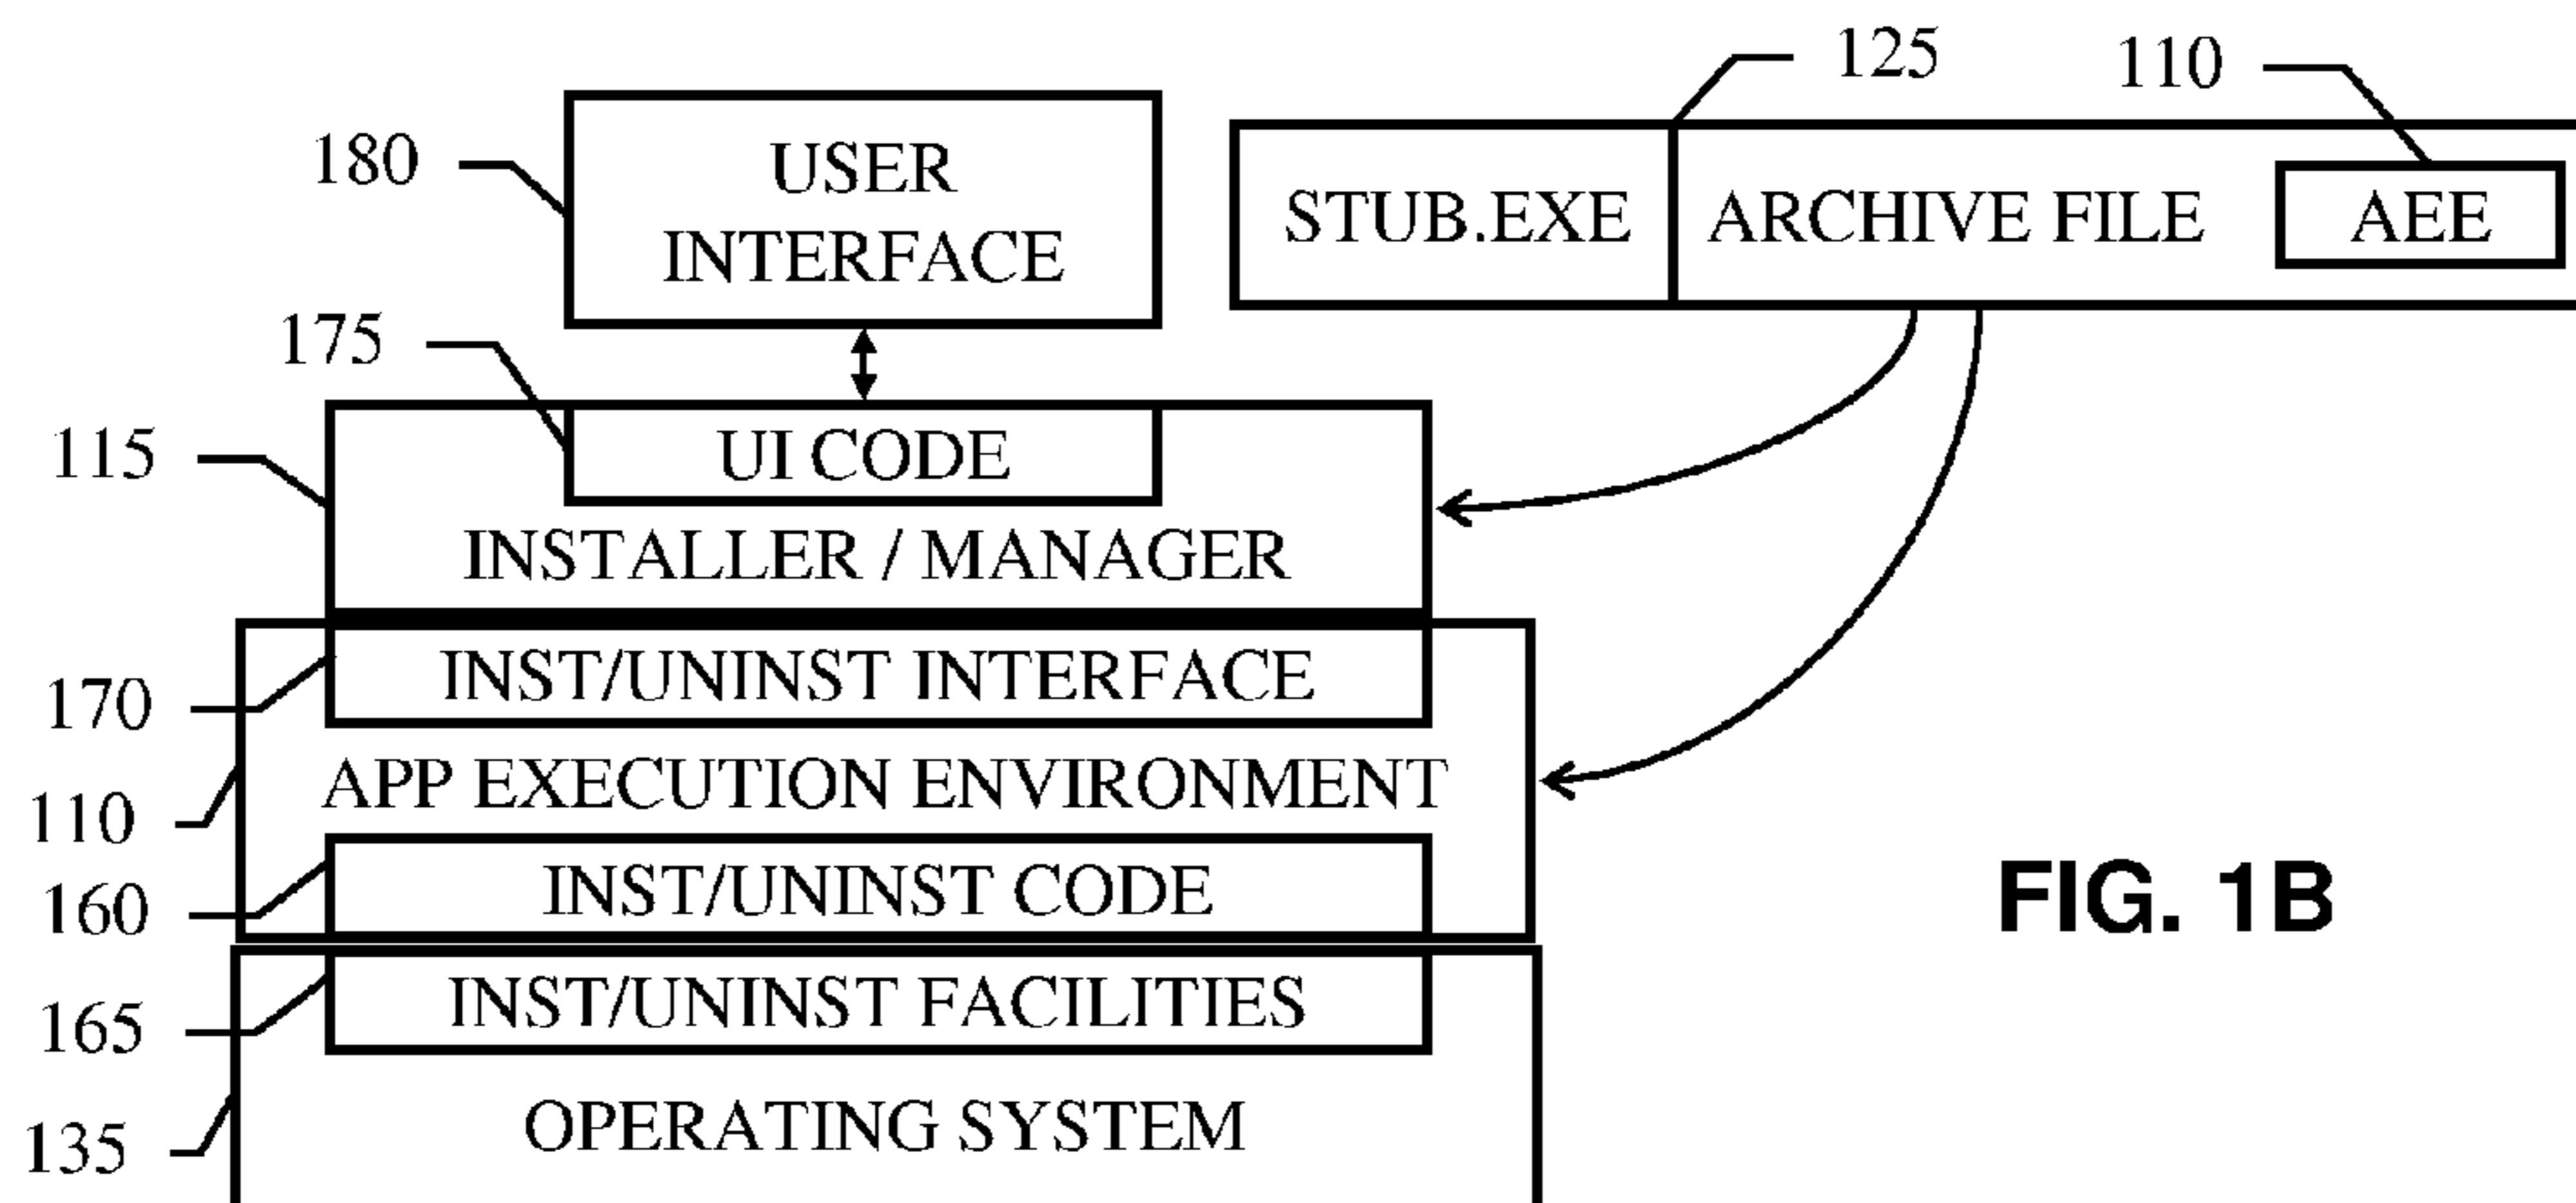 125
110
180
USER
INTERFACE
STUB.EXE
ARCHIVE FILE
AEE
175
115
UI CODE
INSTALLER / MANAGER
170
INST/UNINST INTERFACE
110
APP EXECUTION ENVIRONMENT
160
INST/UNINST CODE
FIG. 1B
165
INST/UNINST FACILITIES
135
OPERATING SYSTEM